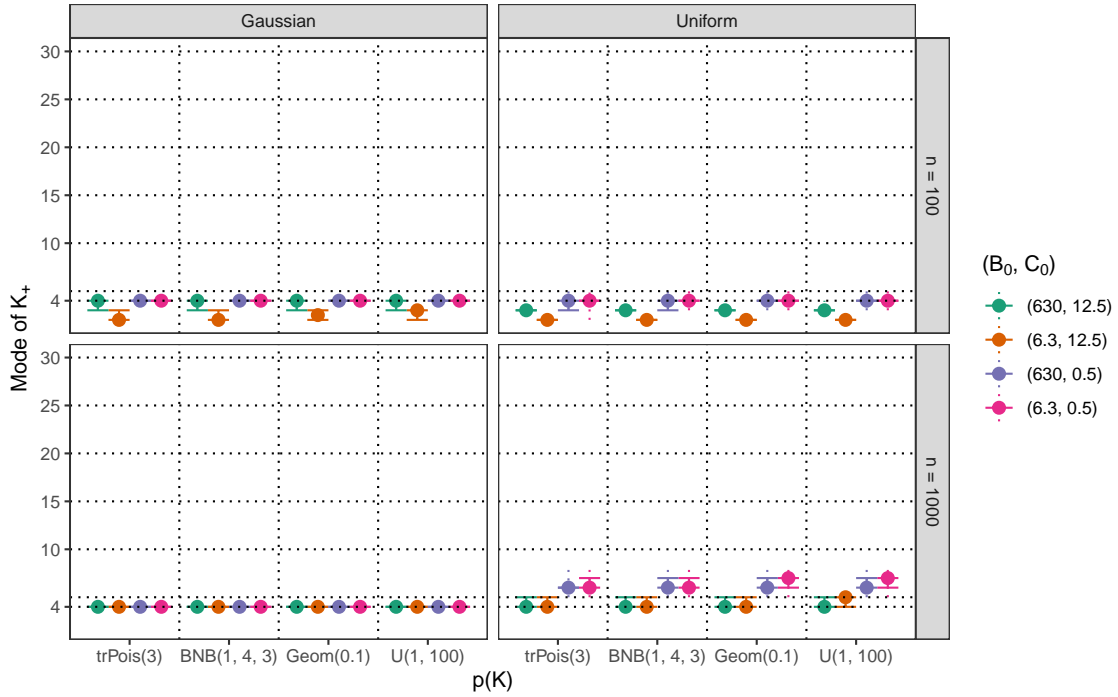 Gaussian
Uniform
30
25
20
15
10
4
n = 100
30
25
20
15
10
4
n = 1000
Mode of K₊
trPois(3) BNB(1, 4, 3) Geom(0.1) U(1, 100)
trPois(3) BNB(1, 4, 3) Geom(0.1) U(1, 100)
p(K)
(B₀, C₀)
(630, 12.5)
(6.3, 12.5)
(630, 0.5)
(6.3, 0.5)